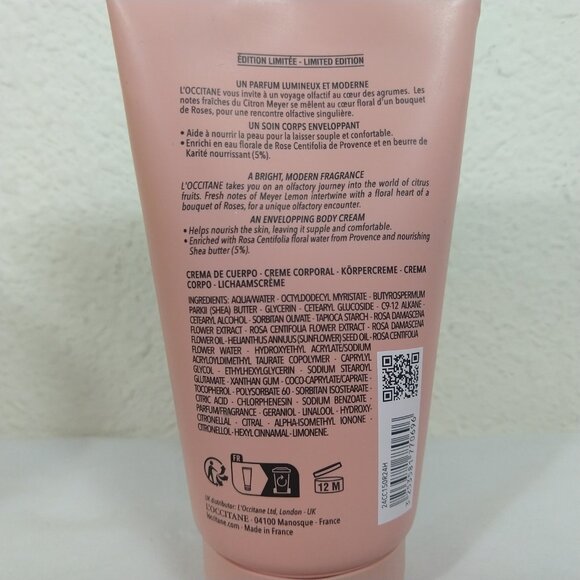 ÉDITION LIMITÉE - LIMITED EDITION
UN PARFUM LUMINEUX ET MODERNE
L'OCCITANE vous invite à un voyage olfactif au cœur des agrumes. Les
notes fraîches du Citron Meyer se mêlent au cœur floral d'un bouquet
de Roses, pour une rencontre olfactive singulière.
UN SOIN CORPS ENVELOPPANT
• Aide à nourrir la peau pour la laisser souple et confortable.
• Enrichi en eau florale de Rose Centifolia de Provence et en beurre de
Karité nourrissant (5%).
A BRIGHT, MODERN FRAGRANCE
L'OCCITANE takes you on an olfactory journey into the world of citrus
fruits. Fresh notes of Meyer Lemon intertwine with a floral heart of a
bouquet of Roses, for a unique olfactory encounter.
AN ENVELOPPING BODY CREAM
• Helps nourish the skin, leaving it supple and comfortable.
• Enriched with Rosa Centifolia floral water from Provence and nourishing
Shea butter (5%).
CREMA DE CUERPO · CREME CORPORAL · KÖRPERCREME · CREMA
CORPO · LICHAAMSCRÈME
INGREDIENTS: AQUA/WATER · OCTYLDODECYL MYRISTATE · BUTYROSPERMUM
PARKII (SHEA) BUTTER · GLYCERIN · CETEARYL GLUCOSIDE · C9-12 ALKANE ·
CETEARYL ALCOHOL · SORBITAN OLIVATE · TAPIOCA STARCH · ROSA DAMASCENA
FLOWER EXTRACT · ROSA CENTIFOLIA FLOWER EXTRACT · ROSA DAMASCENA
FLOWER OIL · HELIANTHUS ANNUUS (SUNFLOWER) SEED OIL · ROSA CENTIFOLIA
FLOWER WATER · HYDROXYETHYL ACRYLATE/SODIUM
ACRYLOYLDIMETHYL TAURATE COPOLYMER · CAPRYLYL
GLYCOL · ETHYLHEXYLGLYCERIN · SODIUM STEAROYL
GLUTAMATE · XANTHAN GUM · COCO-CAPRYLATE/CAPRATE ·
TOCOPHEROL · POLYSORBATE 60 · SORBITAN ISOSTEARATE ·
CITRIC ACID · CHLORPHENESIN · SODIUM BENZOATE ·
PARFUM/FRAGRANCE · GERANIOL · LINALOOL · HYDROXY-
CITRONELLAL · CITRAL · ALPHA-ISOMETHYL IONONE ·
CITRONELLOL · HEXYL CINNAMAL · LIMONENE.
FR
12 M
24CC150R24H
3 253581 770696
UK distributor: L'Occitane Ltd, London · UK
L'OCCITANE · 04100 Manosque · France
loccitane.com · Made in France